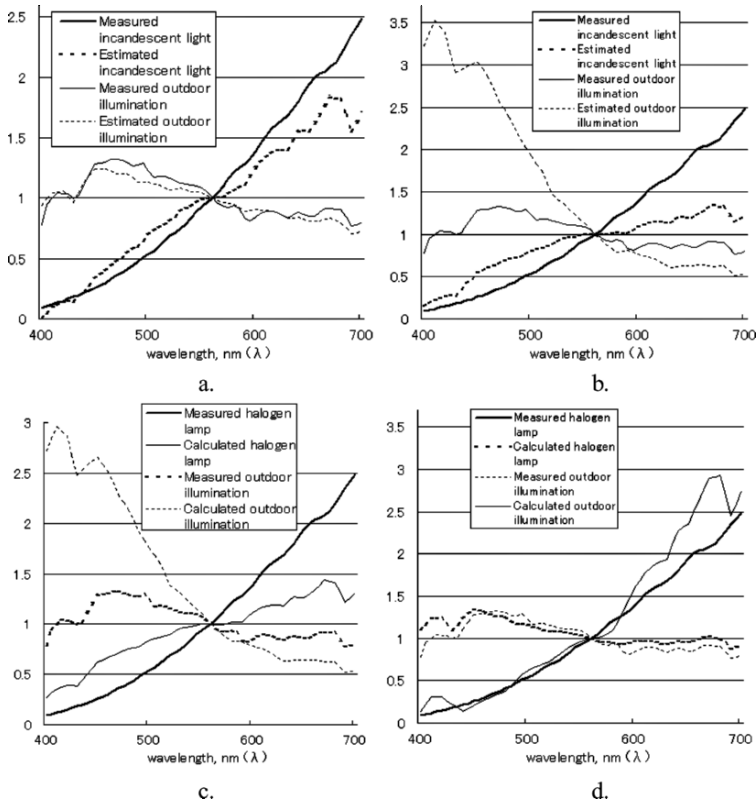 2.5
2
1.5
1
0.5
0
Measured
incandescent light
Estimated
incandescent light
Measured outdoor
illumination
Estimated outdoor
illumination
400
500
600
700
wavelength, nm (λ)
a.
3.5
3
2.5
2
1.5
1
0.5
0
Measured
incandescent light
Estimated
incandescent light
Measured outdoor
illumination
Estimated outdoor
illumination
400
500
600
700
wavelength, nm (λ)
b.
3
2.5
2
1.5
1
0.5
0
Measured halogen
lamp
Calculated halogen
lamp
Measured outdoor
illumination
Calculated outdoor
illumination
400
500
600
700
wavelength, nm (λ)
c.
3.5
3
2.5
2
1.5
1
0.5
0
Measured halogen
lamp
Calculated halogen
lamp
Measured outdoor
illumination
Calculated outdoor
illumination
400
500
600
700
wavelength, nm (λ)
d.